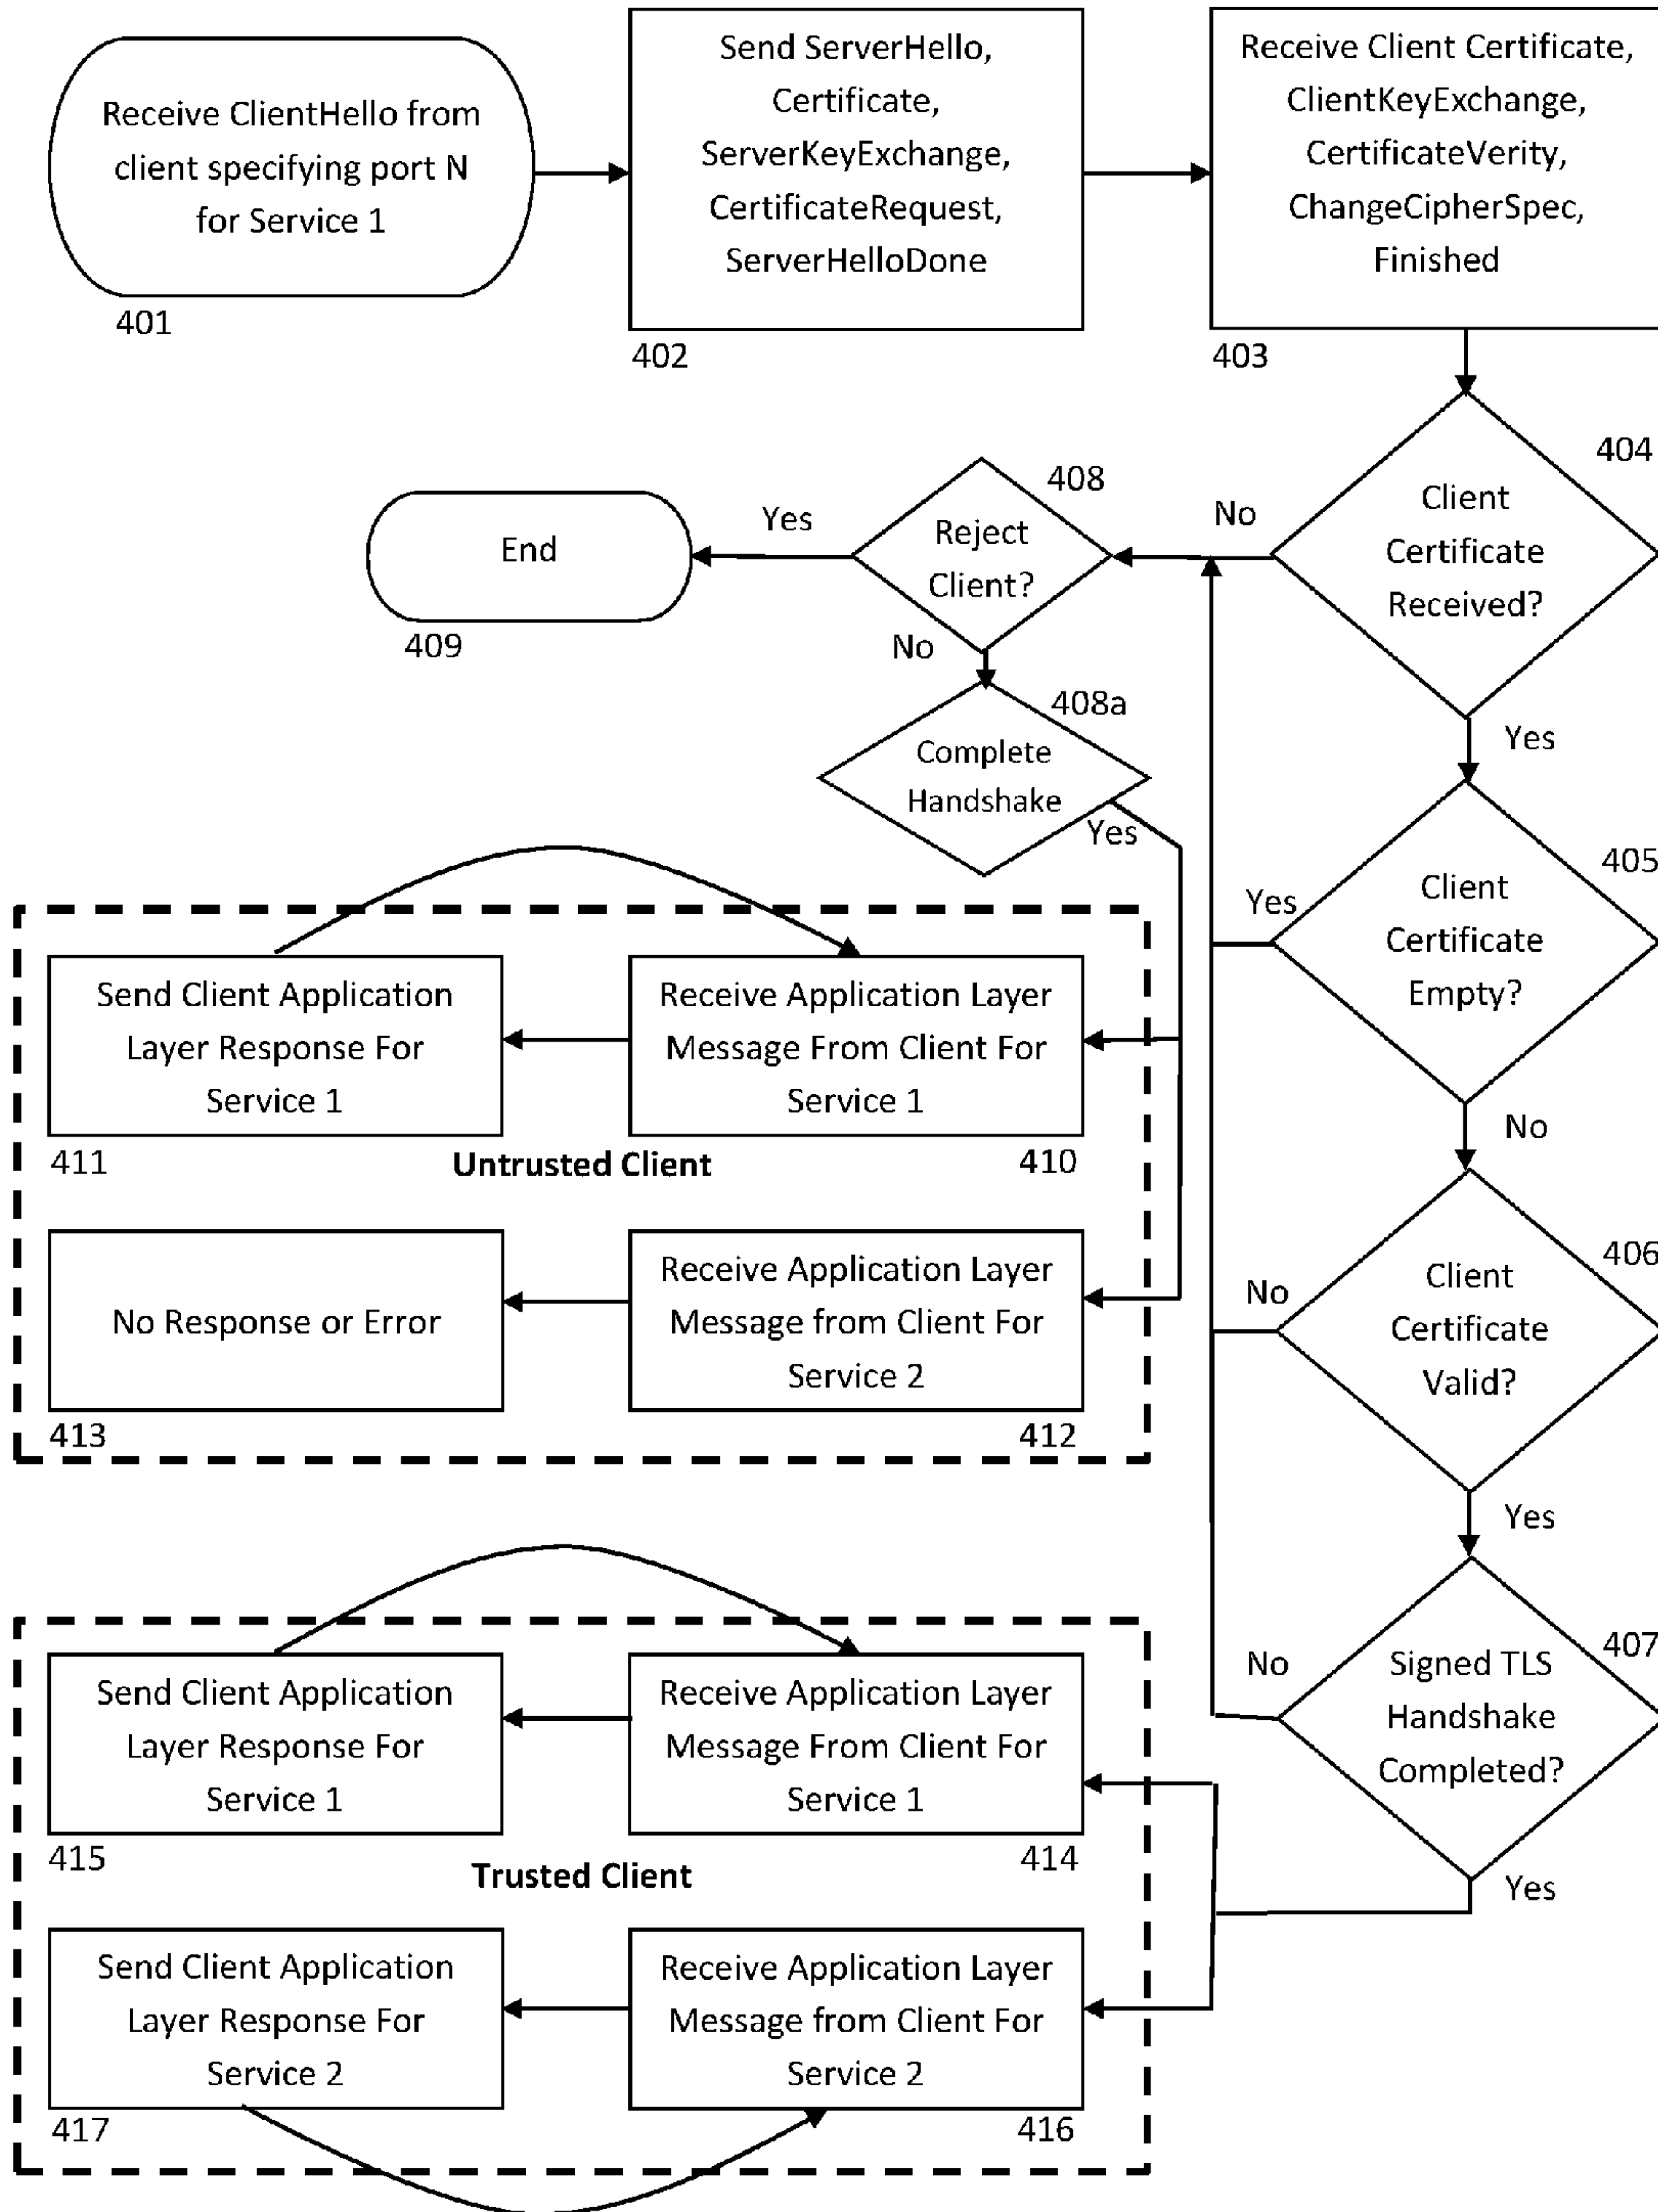 Receive ClientHello from
client specifying port N
for Service 1
401
Send ServerHello,
Certificate,
ServerKeyExchange,
CertificateRequest,
ServerHelloDone
402
Receive Client Certificate,
ClientKeyExchange,
CertificateVerity,
ChangeCipherSpec,
Finished
403
404
Client
Certificate
Received?
No
Yes
408
Reject
Client?
Yes
No
End
409
408a
Complete
Handshake
Yes
405
Client
Certificate
Empty?
Yes
No
406
Client
Certificate
Valid?
No
Yes
407
Signed TLS
Handshake
Completed?
No
Yes
Send Client Application
Layer Response For
Service 1
411
Receive Application Layer
Message From Client For
Service 1
410
Untrusted Client
No Response or Error
413
Receive Application Layer
Message from Client For
Service 2
412
Send Client Application
Layer Response For
Service 1
415
Receive Application Layer
Message From Client For
Service 1
414
Trusted Client
Send Client Application
Layer Response For
Service 2
417
Receive Application Layer
Message from Client For
Service 2
416